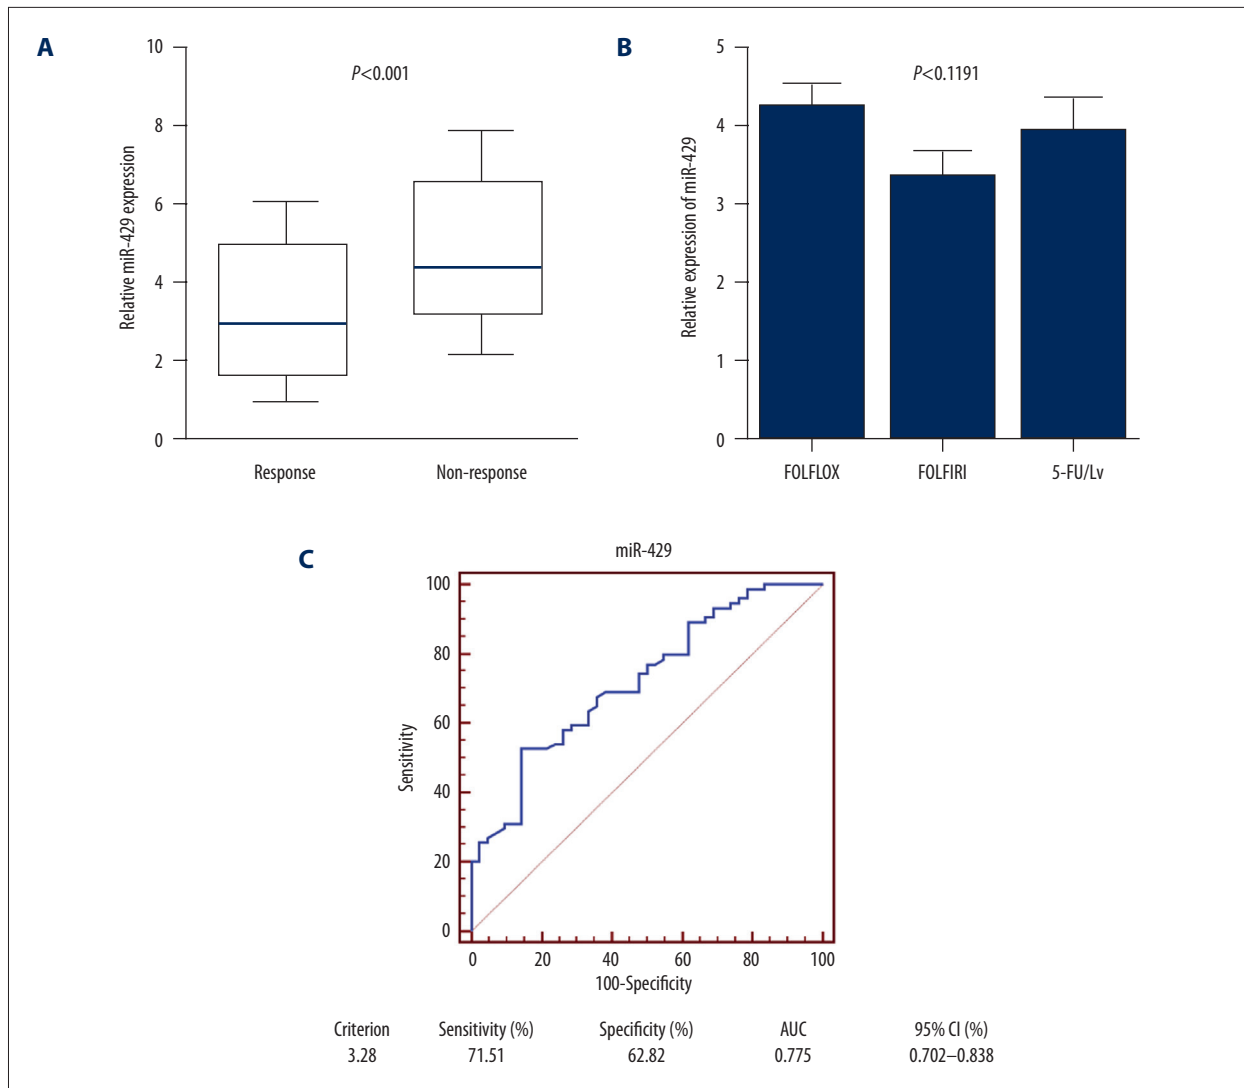 A
P<0.001
Relative miR-429 expression
10
8
6
4
2
0
Response Non-response
B
P<0.1191
Relative expression of miR-429
5
4
3
2
1
0
FOLFLOX FOLFIRI 5-FU/Lv
C
miR-429
Sensitivity
100
80
60
40
20
0
0 20 40 60 80 100
100-Specificity
Criterion Sensitivity (%) Specificity (%) AUC 95% CI (%)
3.28 71.51 62.82 0.775 0.702–0.838